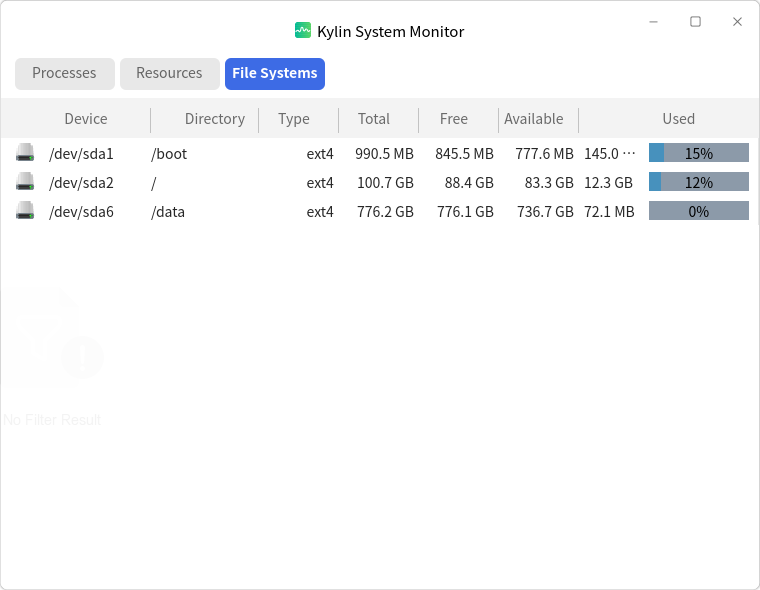 Kylin System Monitor
Processes Resources File Systems
Device Directory Type Total Free Available Used
/dev/sda1 /boot ext4 990.5 MB 845.5 MB 777.6 MB 145.0 ··· 15%
/dev/sda2 / ext4 100.7 GB 88.4 GB 83.3 GB 12.3 GB 12%
/dev/sda6 /data ext4 776.2 GB 776.1 GB 736.7 GB 72.1 MB 0%
No Filter Result